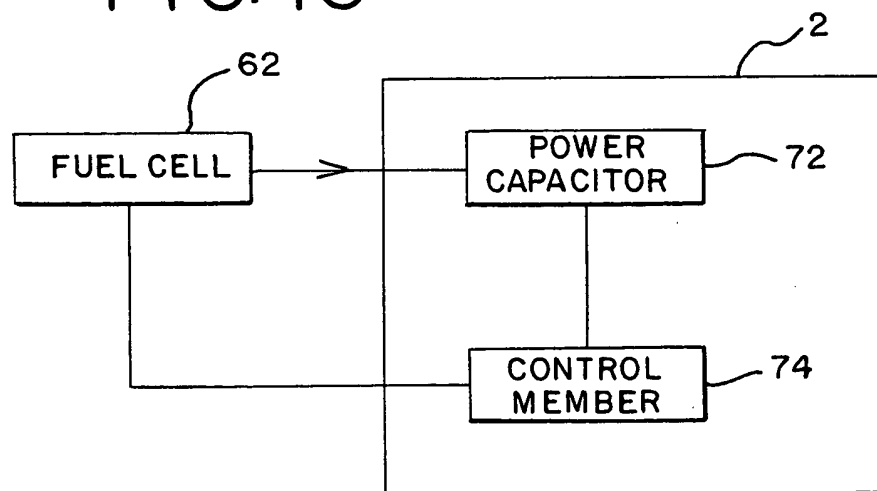 2
62
FUEL CELL
POWER
CAPACITOR
72
CONTROL
MEMBER
74